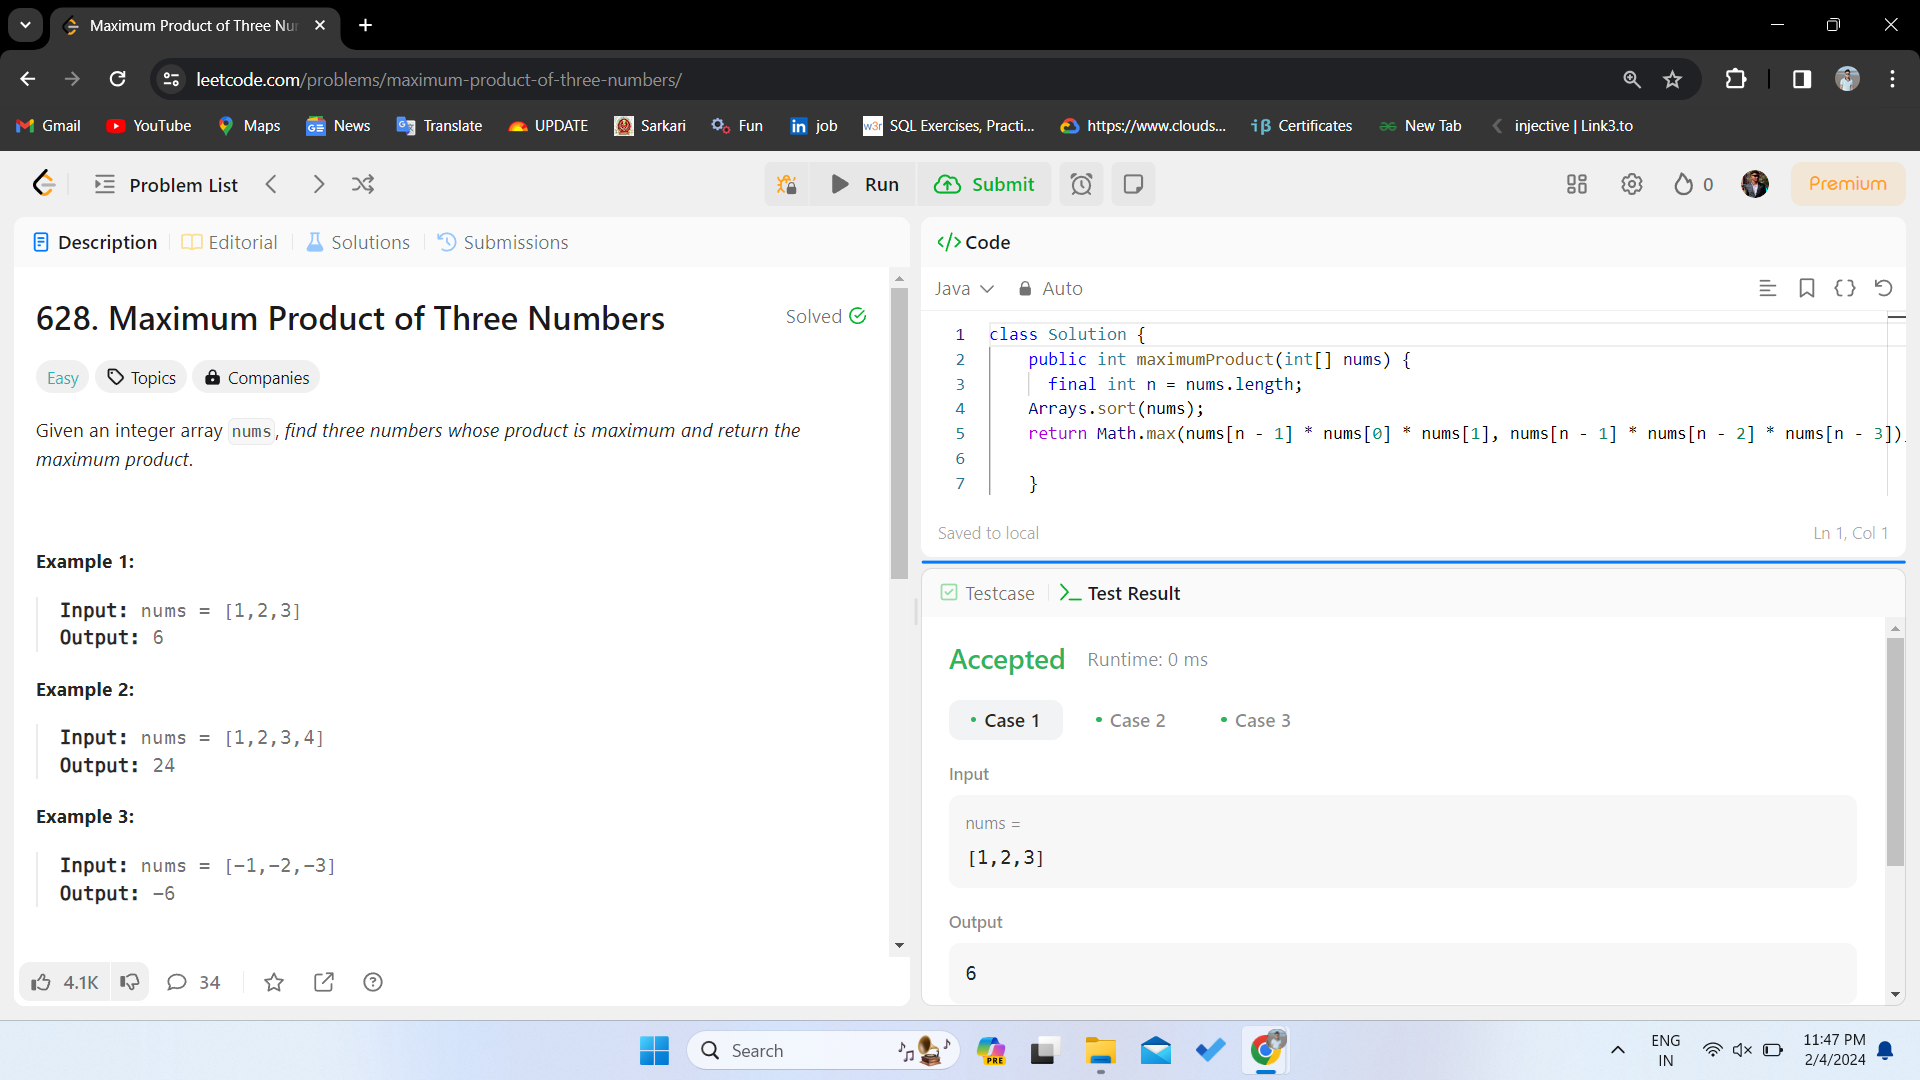 Maximum Product of Three Nur
leetcode.com/problems/maximum-product-of-three-numbers/
Gmail YouTube Maps News Translate UPDATE Sarkari Fun job SQL Exercises, Practi... https://www.clouds... Certificates New Tab injective | Link3.to
Problem List Run Submit 0 Premium
Description Editorial Solutions Submissions
628. Maximum Product of Three Numbers
Solved
Easy Topics Companies
Given an integer array nums, find three numbers whose product is maximum and return the
maximum product.
Example 1:
Input: nums = [1,2,3]
Output: 6
Example 2:
Input: nums = [1,2,3,4]
Output: 24
Example 3:
Input: nums = [-1,-2,-3]
Output: -6
4.1K 34
</> Code
Java Auto
1 class Solution {
2 public int maximumProduct(int[] nums) {
3 final int n = nums.length;
4 Arrays.sort(nums);
5 return Math.max(nums[n - 1] * nums[0] * nums[1], nums[n - 1] * nums[n - 2] * nums[n - 3])
6
7 }
Saved to local Ln 1, Col 1
Testcase Test Result
Accepted Runtime: 0 ms
Case 1 Case 2 Case 3
Input
nums =
[1,2,3]
Output
6
Search
PRE
ENG
IN
11:47 PM
2/4/2024